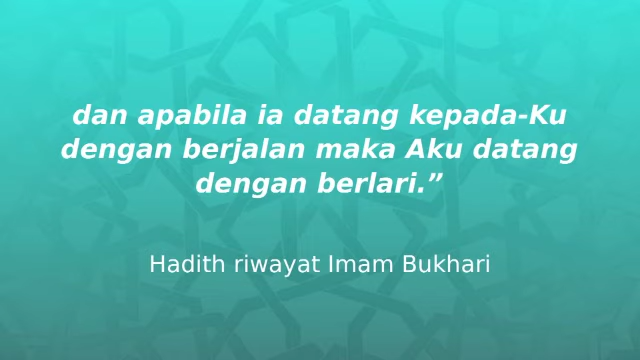 dan apabila ia datang kepada-Ku
dengan berjalan maka Aku datang
dengan berlari.”
Hadith riwayat Imam Bukhari